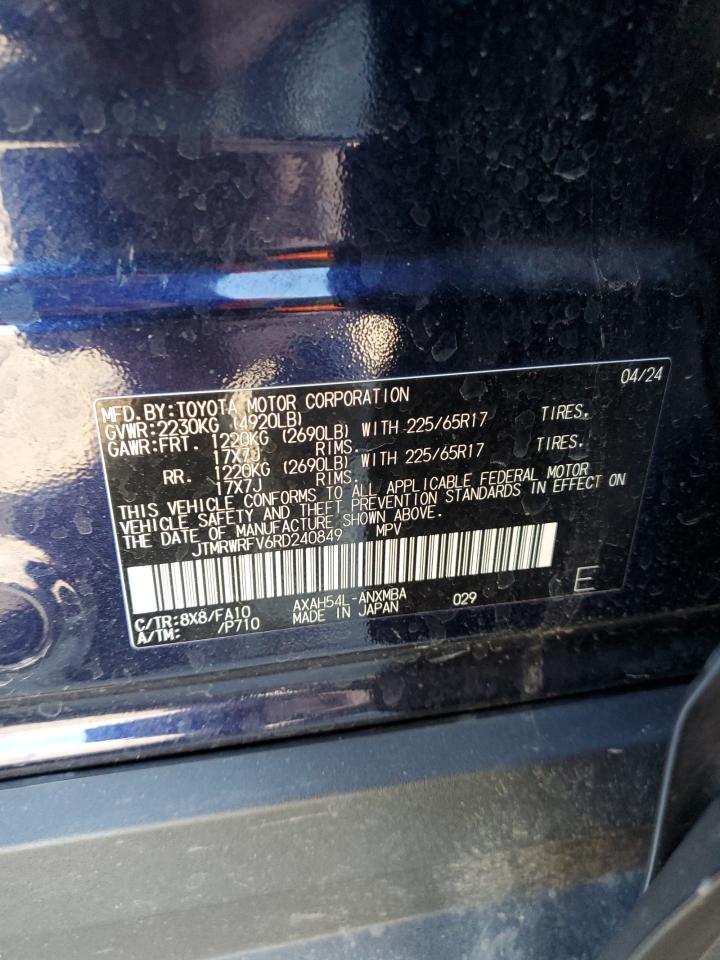 04/24
MFD.BY:TOYOTA MOTOR CORPORATION
GVWR:2230KG (4920LB)
GAWR:FRT. 1220KG (2690LB) WITH 225/65R17 TIRES.
17X7J RIMS.
RR. 1220KG (2690LB) WITH 225/65R17 TIRES.
17X7J RIMS.
THIS VEHICLE CONFORMS TO ALL APPLICABLE FEDERAL MOTOR
VEHICLE SAFETY AND THEFT PREVENTION STANDARDS IN EFFECT ON
THE DATE OF MANUFACTURE SHOWN ABOVE.
JTMRWRFV6RD240849 MPV
C/TR:8X8/FA10 AXAH54L-ANXMBA 029 E
A/TM: /P710 MADE IN JAPAN